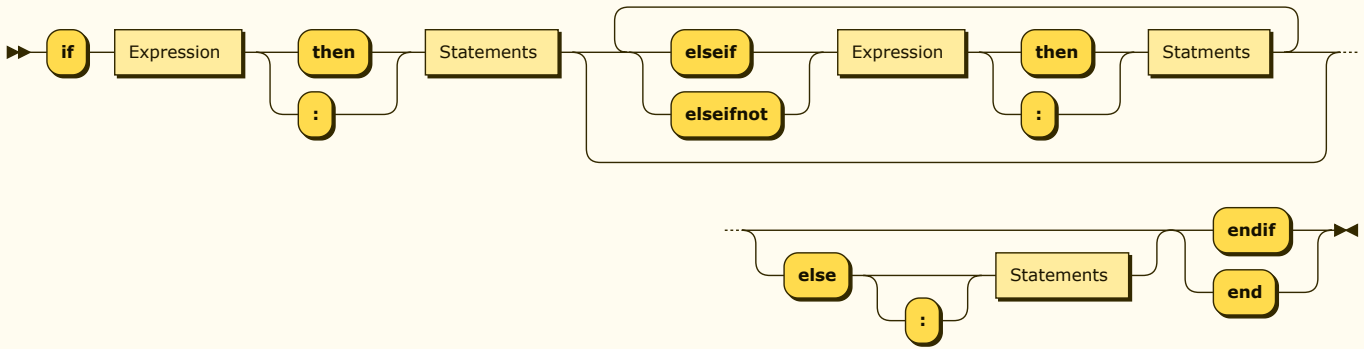 if Expression then Statements elseif Expression then Statments
: elseifnot :
endif
else Statements
end
: